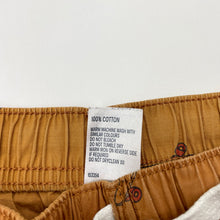 100% COTTON
WARM MACHINE WASH WITH
SIMILAR COLOURS
DO NOT BLEACH
DO NOT TUMBLE DRY
WARM IRON ON REVERSE SIDE
IF REQUIRED
DO NOT DRYCLEAN